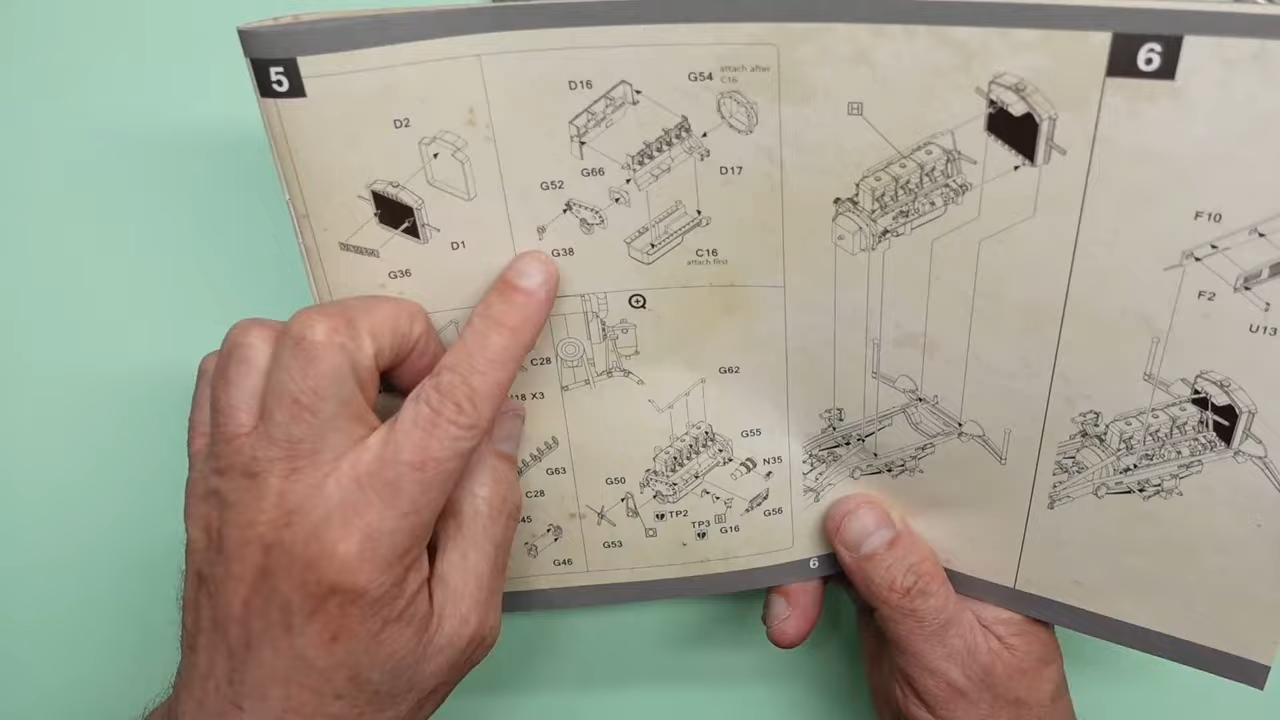 5
D2
D1
G36
D16
G54
attach after
C16
G66
G52
D17
G38
C16
attach first
H
C28
X3
G63
C28
G46
G62
G55
N35
G50
TP2
TP3
B
G16
G56
G53
6
6
F10
F2
U13